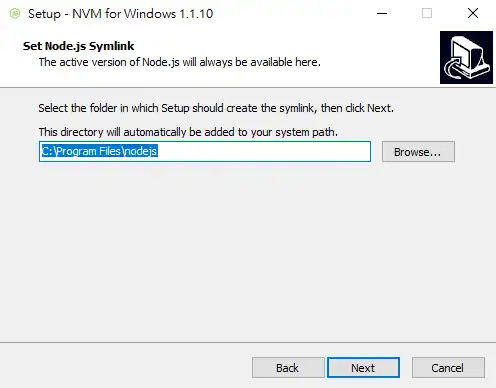 Setup - NVM for Windows 1.1.10
Set Node.js Symlink
The active version of Node.js will always be available here.
Select the folder in which Setup should create the symlink, then click Next.
This directory will automatically be added to your system path.
C:\Program Files\nodejs
Browse...
Back
Next
Cancel